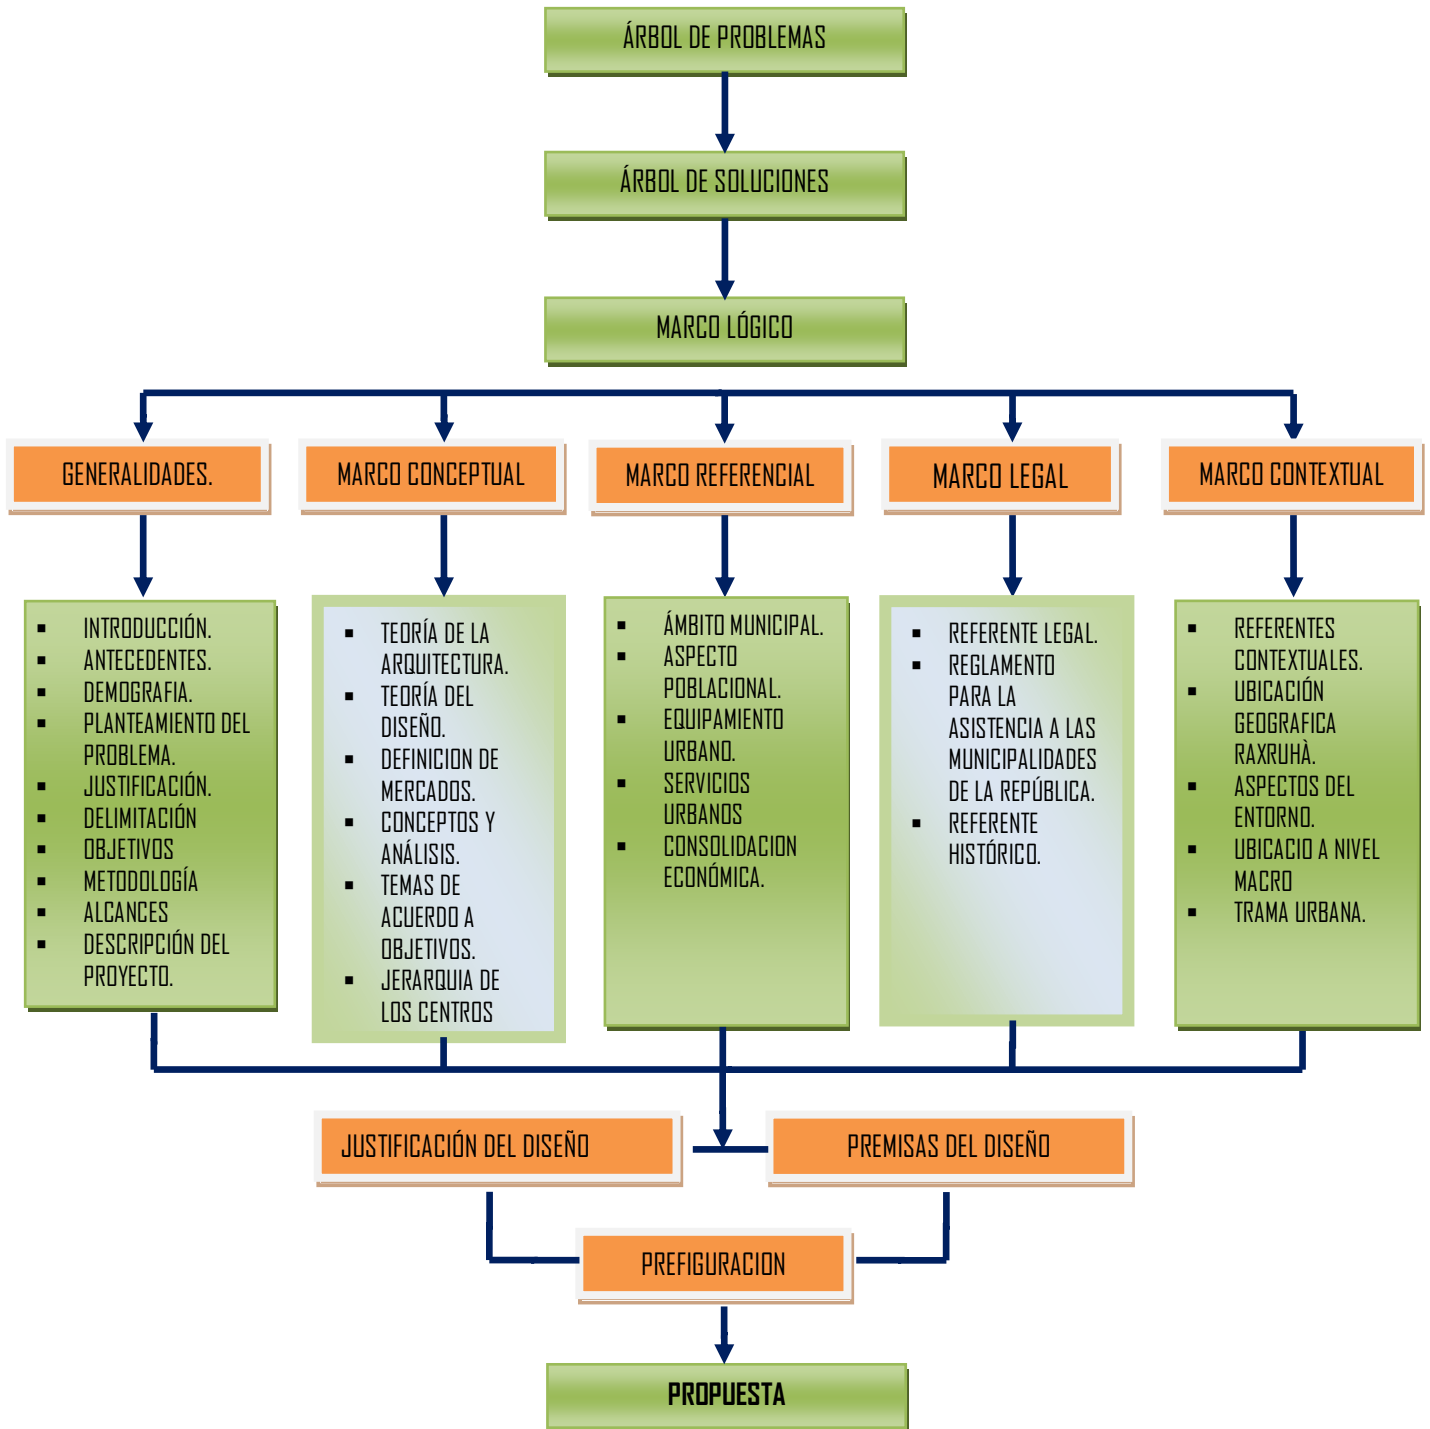 ÁRBOL DE PROBLEMAS
ÁRBOL DE SOLUCIONES
MARCO LÓGICO
GENERALIDADES.
MARCO CONCEPTUAL
MARCO REFERENCIAL
MARCO LEGAL
MARCO CONTEXTUAL
▪ INTRODUCCIÓN.
▪ ANTECEDENTES.
▪ DEMOGRAFIA.
▪ PLANTEAMIENTO DEL
PROBLEMA.
▪ JUSTIFICACIÓN.
▪ DELIMITACIÓN
▪ OBJETIVOS
▪ METODOLOGÍA
▪ ALCANCES
▪ DESCRIPCIÓN DEL
PROYECTO.
▪ TEORÍA DE LA
ARQUITECTURA.
▪ TEORÍA DEL
DISEÑO.
▪ DEFINICION DE
MERCADOS.
▪ CONCEPTOS Y
ANÁLISIS.
▪ TEMAS DE
ACUERDO A
OBJETIVOS.
▪ JERARQUIA DE
LOS CENTROS
▪ ÁMBITO MUNICIPAL.
▪ ASPECTO
POBLACIONAL.
▪ EQUIPAMIENTO
URBANO.
▪ SERVICIOS
URBANOS
▪ CONSOLIDACION
ECONÓMICA.
▪ REFERENTE LEGAL.
▪ REGLAMENTO
PARA LA
ASISTENCIA A LAS
MUNICIPALIDADES
DE LA REPÚBLICA.
▪ REFERENTE
HISTÓRICO.
▪ REFERENTES
CONTEXTUALES.
▪ UBICACIÓN
GEOGRAFICA
RAXRUHÀ.
▪ ASPECTOS DEL
ENTORNO.
▪ UBICACIO A NIVEL
MACRO
▪ TRAMA URBANA.
JUSTIFICACIÓN DEL DISEÑO
PREMISAS DEL DISEÑO
PREFIGURACION
PROPUESTA